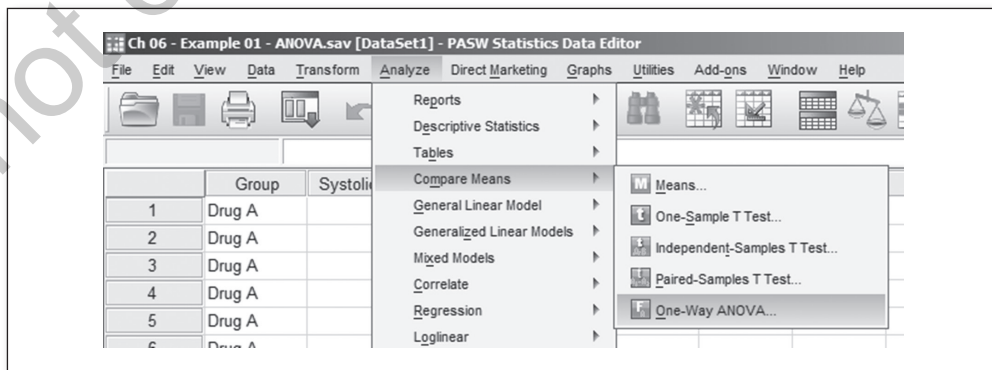 not
Ch 06 - Example 01 - ANOVA.sav [DataSet1] - PASW Statistics Data Editor
File Edit View Data Transform Analyze Direct Marketing Graphs Utilities Add-ons Window Help
Reports
Descriptive Statistics
Tables
Compare Means
General Linear Model
Generalized Linear Models
Mixed Models
Correlate
Regression
Loglinear
M Means...
t One-Sample T Test...
Independent-Samples T Test...
Paired-Samples T Test...
F One-Way ANOVA...
Group
1 Drug A
2 Drug A
3 Drug A
4 Drug A
5 Drug A
6 Drug A